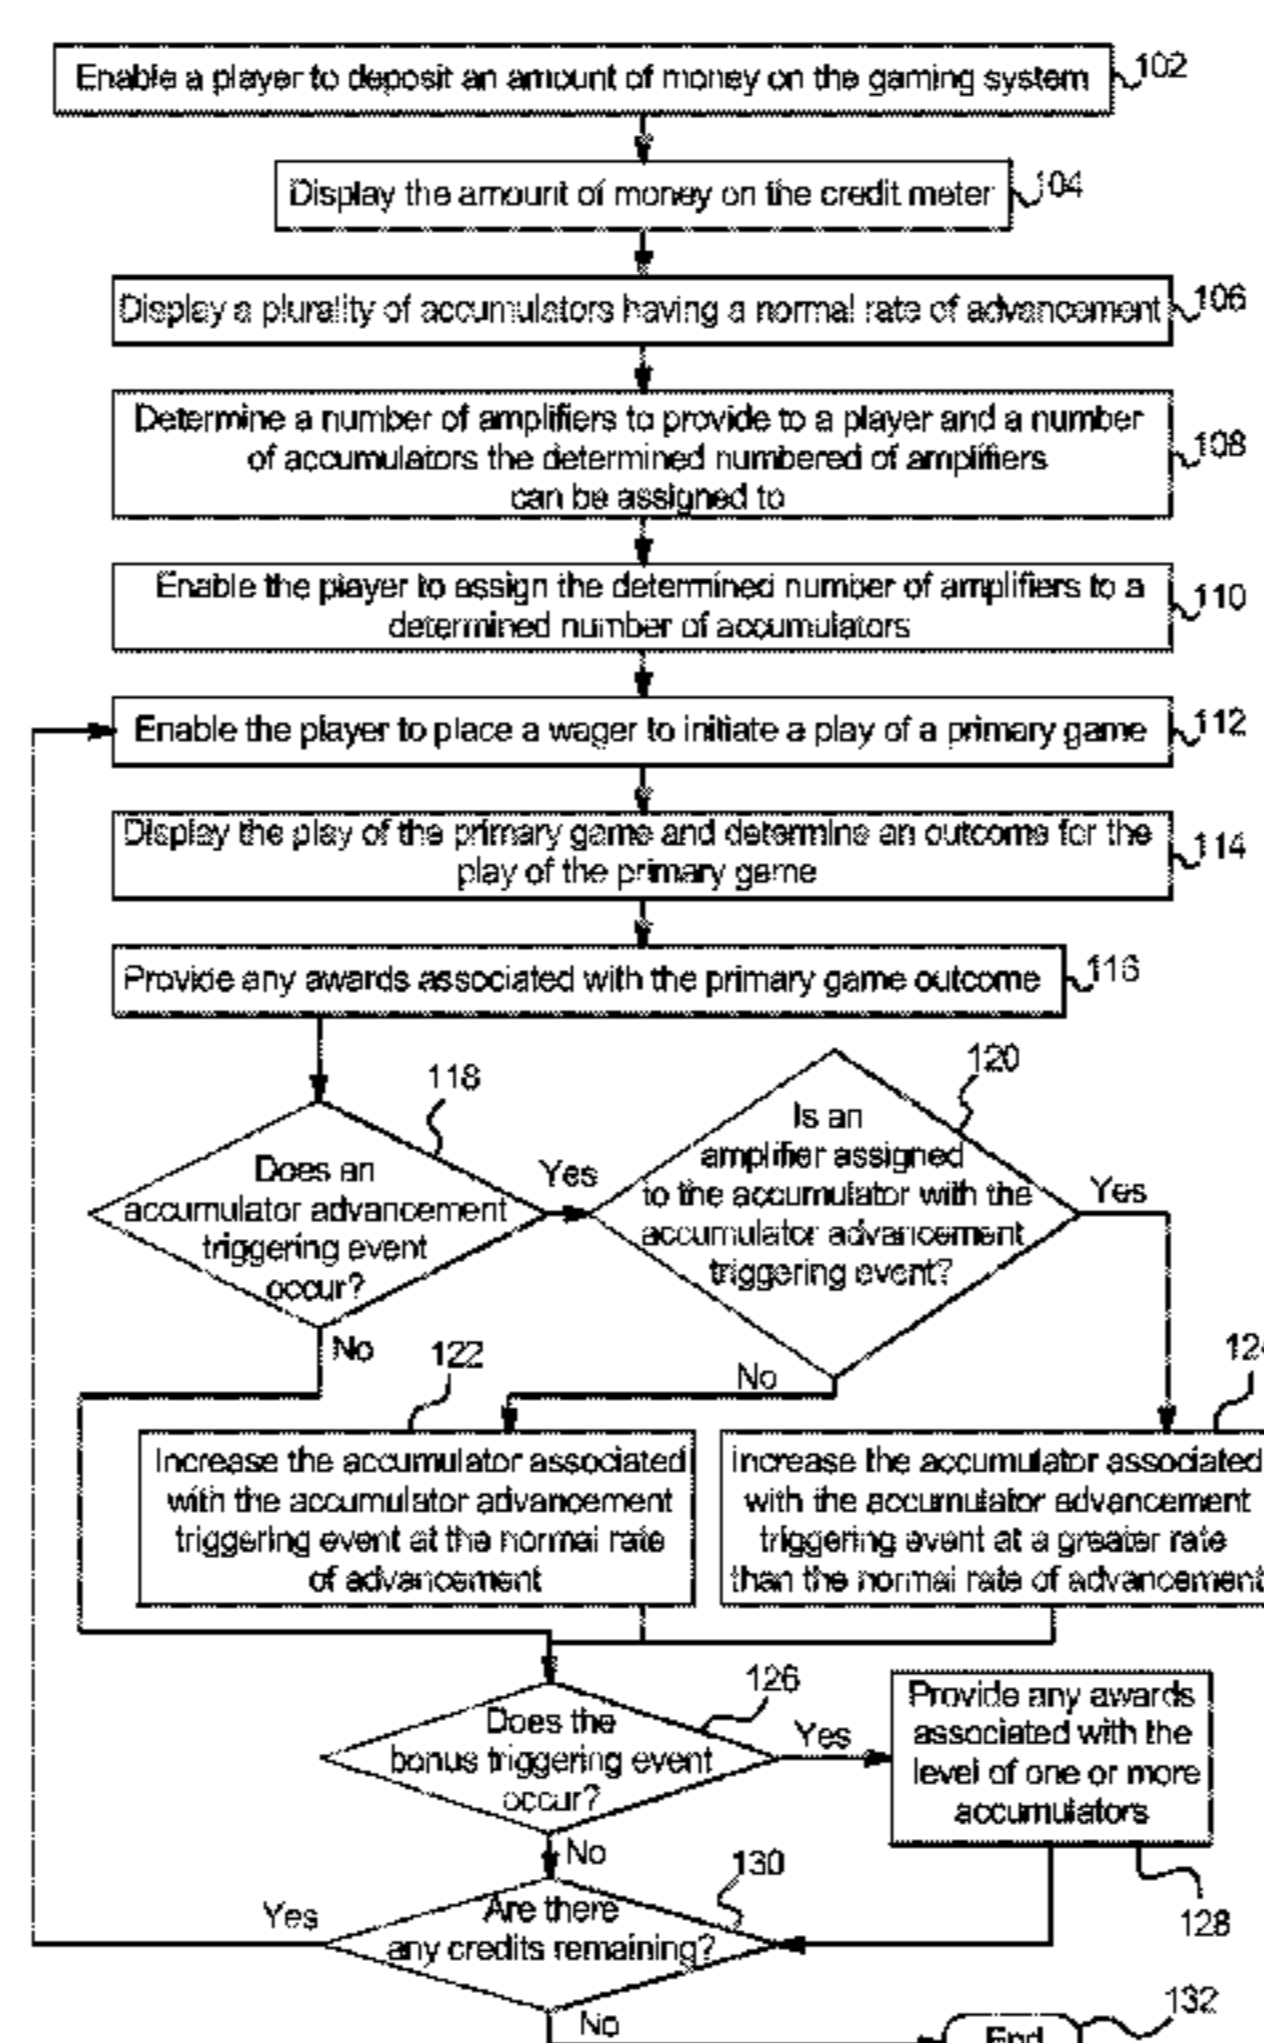 Enable a player to deposit an amount of money on the gaming system
102
Display the amount of money on the credit meter
104
Display a plurality of accumulators having a normal rate of advancement
106
Determine a number of amplifiers to provide to a player and a number
of accumulators the determined numbered of amplifiers
can be assigned to
108
Enable the player to assign the determined number of amplifiers to a
determined number of accumulators
110
Enable the player to place a wager to initiate a play of a primary game
112
Display the play of the primary game and determine an outcome for the
play of the primary game
114
Provide any awards associated with the primary game outcome
116
118
Does an
accumulator advancement
triggering event
occur?
Yes
No
120
Is an
amplifier assigned
to the accumulator with the
accumulator advancement
triggering event?
Yes
No
122
Increase the accumulator associated
with the accumulator advancement
triggering event at the normal rate
of advancement
Increase the accumulator associated
with the accumulator advancement
triggering event at a greater rate
than the normal rate of advancement
126
Does the
bonus triggering event
occur?
Yes
No
Provide any awards
associated with the
level of one or more
accumulators
128
130
Are there
any credits remaining?
Yes
No
132
End